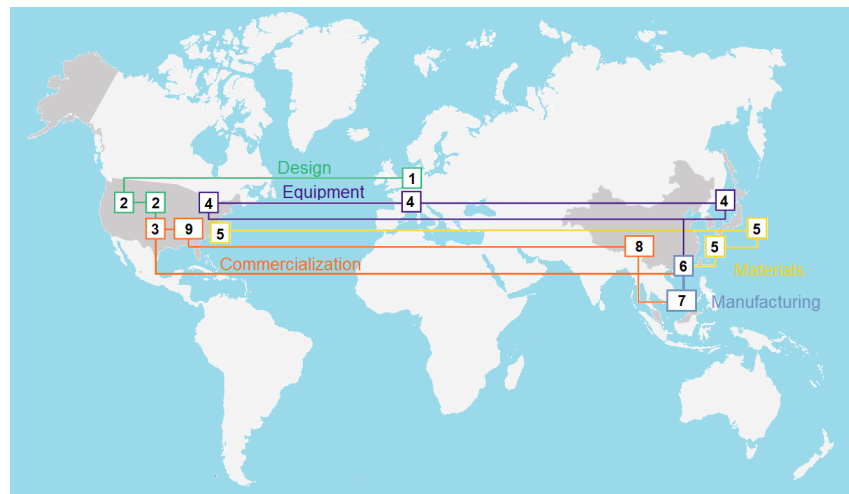 Design
1
Equipment
2
2
4
4
4
3
9
5
5
5
8
Commercialization
6
Materials
7
Manufacturing